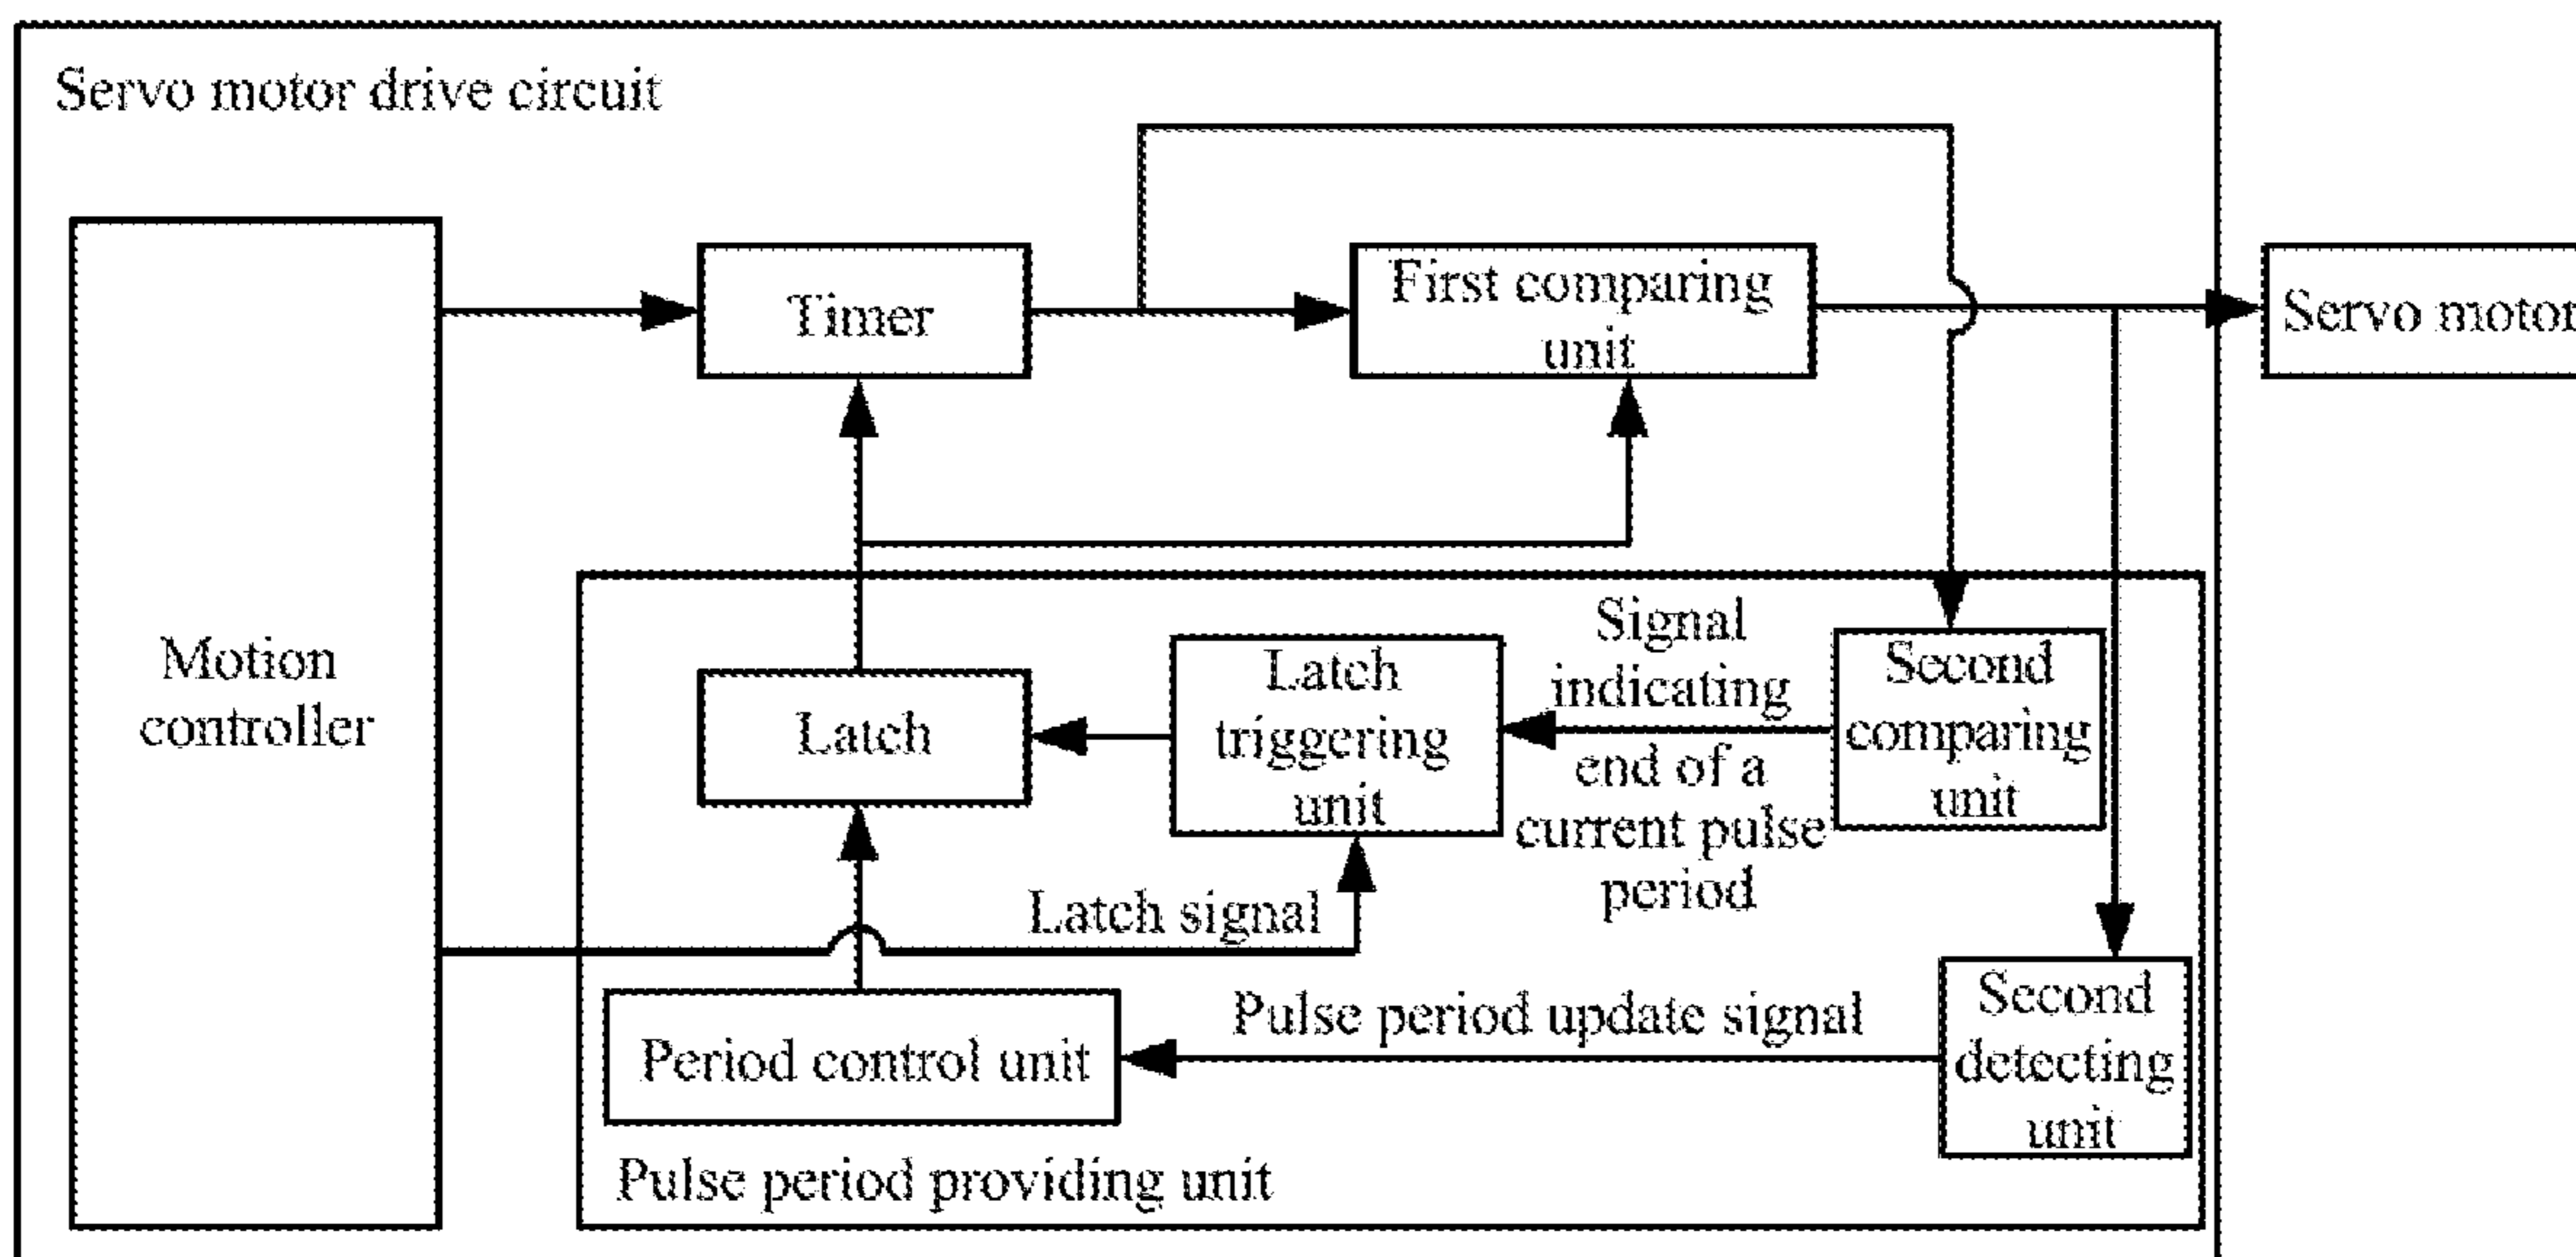 Servo motor drive circuit
Motion
controller
Timer
First comparing
unit
Servo motor
Latch
Latch
triggering
unit
Signal
indicating
end of a
current pulse
period
Second
comparing
unit
Latch signal
Period control unit
Pulse period update signal
Second
detecting
unit
Pulse period providing unit